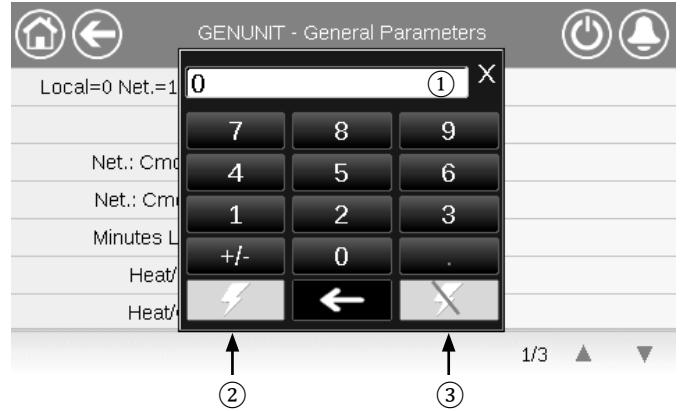 GENUNIT - General Parameters
Local=0 Net.=1
0 ① X
7 8 9
4 5 6
1 2 3
+/- 0 .
Net.: Cmd
Net.: Cm
Minutes L
Heat/
Heat/
1/3
② ③